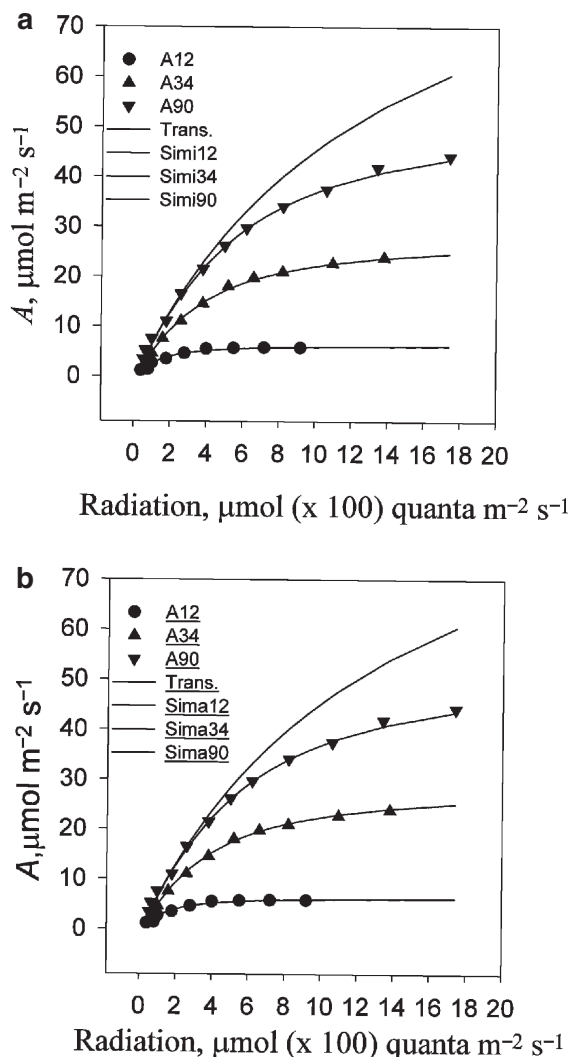 a
70
60
50
40
30
20
10
0
A, μmol m⁻² s⁻¹
A12
A34
A90
Trans.
Simi12
Simi34
Simi90
0 2 4 6 8 10 12 14 16 18 20
Radiation, μmol (x 100) quanta m⁻² s⁻¹
b
70
60
50
40
30
20
10
0
A,μmol m⁻² s⁻¹
A12
A34
A90
Trans.
Sima12
Sima34
Sima90
0 2 4 6 8 10 12 14 16 18 20
Radiation, μmol (x 100) quanta m⁻² s⁻¹